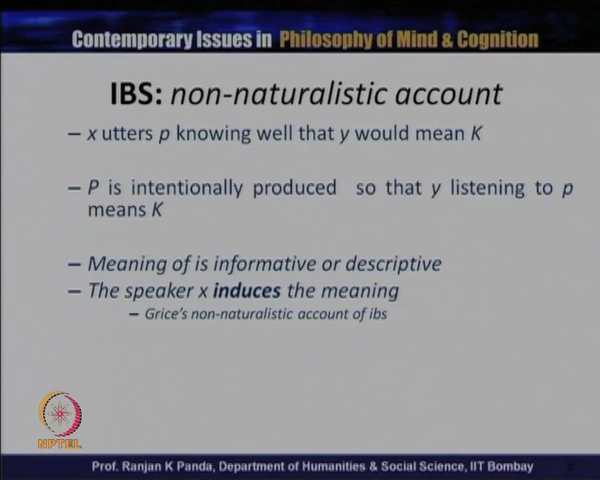 Contemporary Issues in Philosophy of Mind & Cognition
IBS: non-naturalistic account
– x utters p knowing well that y would mean K
– P is intentionally produced so that y listening to p
means K
– Meaning of is informative or descriptive
– The speaker x induces the meaning
– Grice's non-naturalistic account of ibs
NPTEL
Prof. Ranjan K Panda, Department of Humanities & Social Science, IIT Bombay